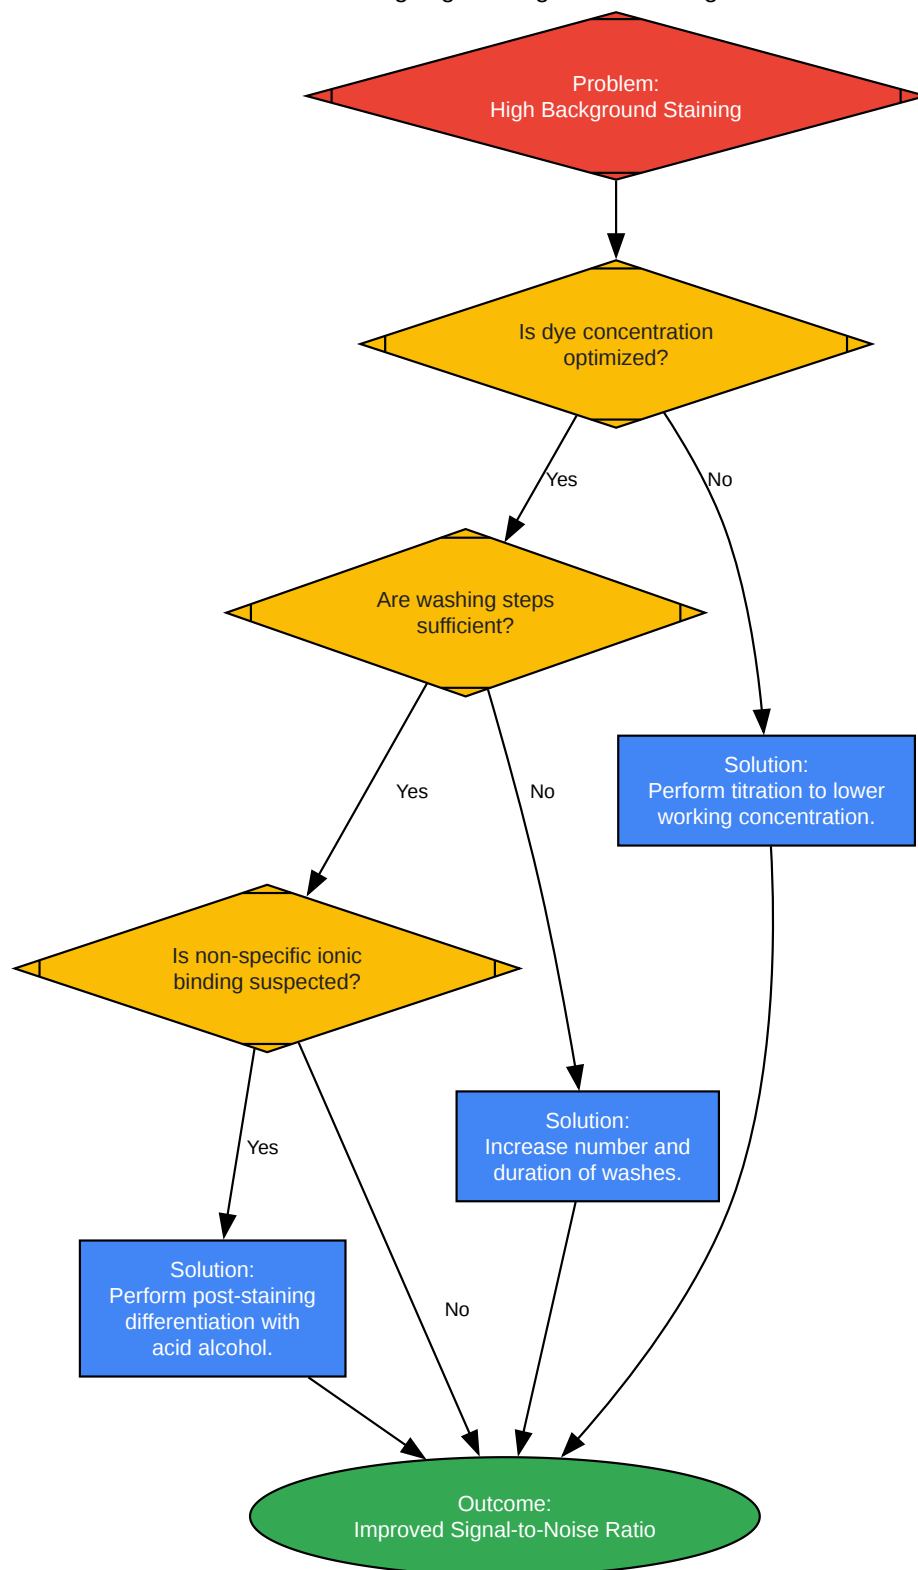 Problem:
High Background Staining
Is dye concentration
optimized?
Yes
No
Are washing steps
sufficient?
Solution:
Perform titration to lower
working concentration.
Yes
No
Is non-specific ionic
binding suspected?
Solution:
Increase number and
duration of washes.
Yes
Solution:
Perform post-staining
differentiation with
acid alcohol.
No
Outcome:
Improved Signal-to-Noise Ratio